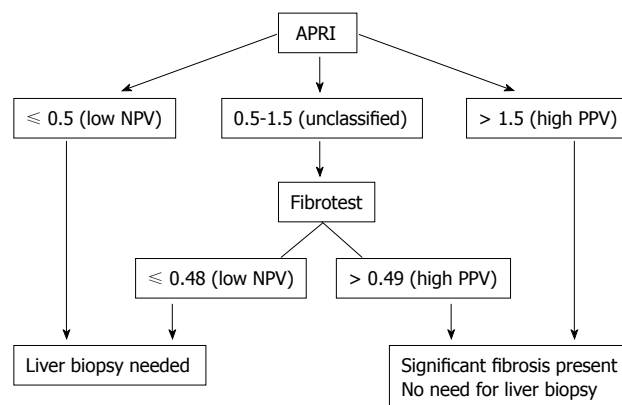 APRI
≤ 0.5 (low NPV)
0.5-1.5 (unclassified)
> 1.5 (high PPV)
Fibrotest
≤ 0.48 (low NPV)
> 0.49 (high PPV)
Liver biopsy needed
Significant fibrosis present
No need for liver biopsy